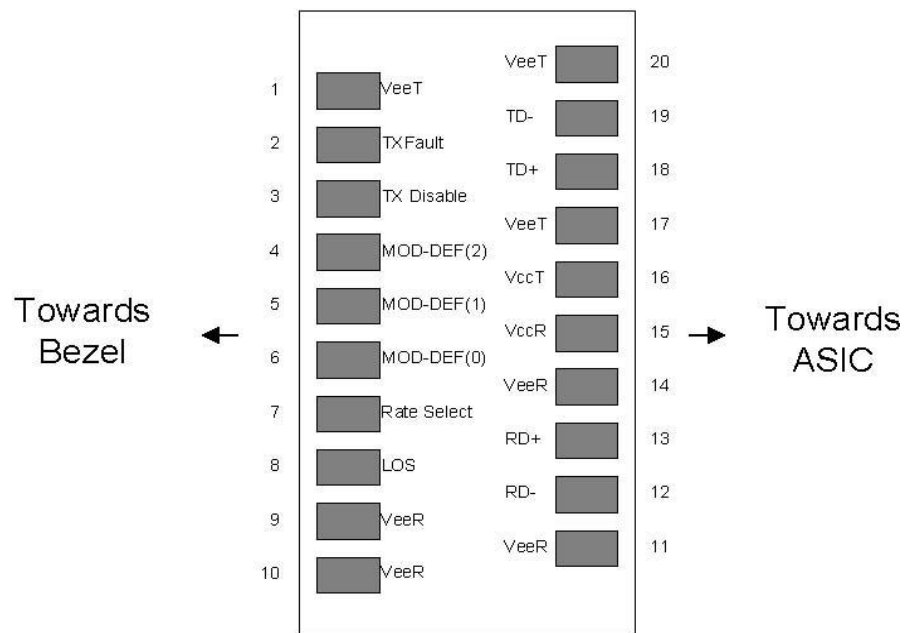 VeeT 20
1 VeeT
TD- 19
2 TXFault
TD+ 18
3 TX Disable
VeeT 17
4 MOD-DEF(2)
VccT 16
5 MOD-DEF(1)
Towards
Bezel
VccR 15
Towards
ASIC
6 MOD-DEF(0)
VeeR 14
7 Rate Select
RD+ 13
8 LOS
RD- 12
9 VeeR
VeeR 11
10 VeeR